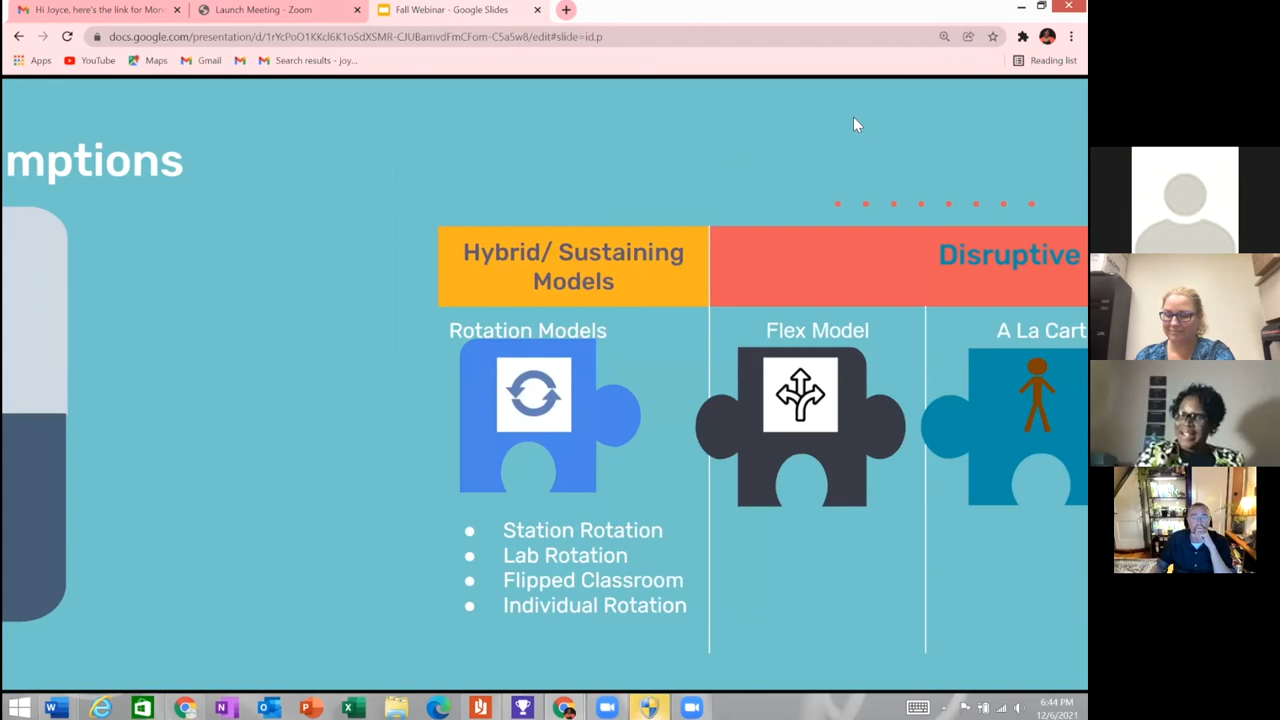 Hi Joyce, here's the link for Mor
Launch Meeting - Zoom
Fall Webinar - Google Slides
docs.google.com/presentation/d/1rYcPoO1KKcl6K1oSdXSMR-CJUBamvdFmCFom-C5a5w8/edit#slide=id.p
Apps
YouTube
Maps
Gmail
Search results - joy...
Reading list
mptions
Hybrid/ Sustaining
Models
Disruptive
Rotation Models
Flex Model
A La Cart
● Station Rotation
● Lab Rotation
● Flipped Classroom
● Individual Rotation
6:44 PM
12/6/2021